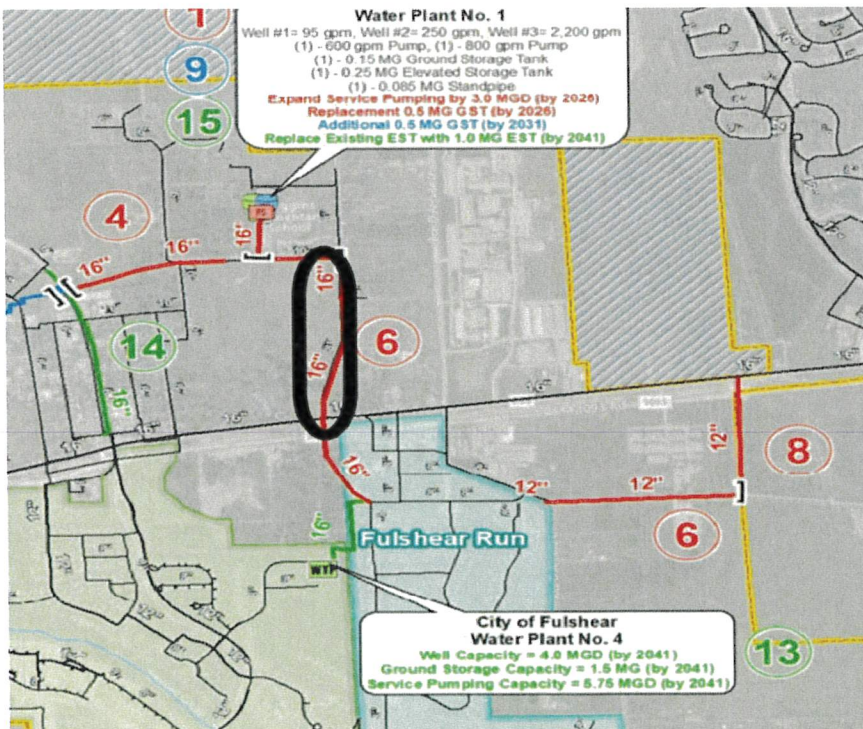 Water Plant No. 1
Well #1= 95 gpm, Well #2= 250 gpm, Well #3= 2,200 gpm
(1) - 600 gpm Pump, (1) - 800 gpm Pump
(1) - 0.15 MG Ground Storage Tank
(1) - 0.25 MG Elevated Storage Tank
(1) - 0.085 MG Standpipe
Expand Service Pumping by 3.0 MGD (by 2026)
Replacement 0.5 MG GST (by 2026)
Additional 0.5 MG GST (by 2031)
Replace Existing EST with 1.0 MG EST (by 2041)
1
9
15
4
16"
16"
16"
16"
16"
6
14
16"
16"
16"
16"
16"
12"
8
12"
12"
6
16"
Fulshear Run
WTP
City of Fulshear
Water Plant No. 4
Well Capacity = 4.0 MGD (by 2041)
Ground Storage Capacity = 1.5 MG (by 2041)
Service Pumping Capacity = 5.75 MGD (by 2041)
13